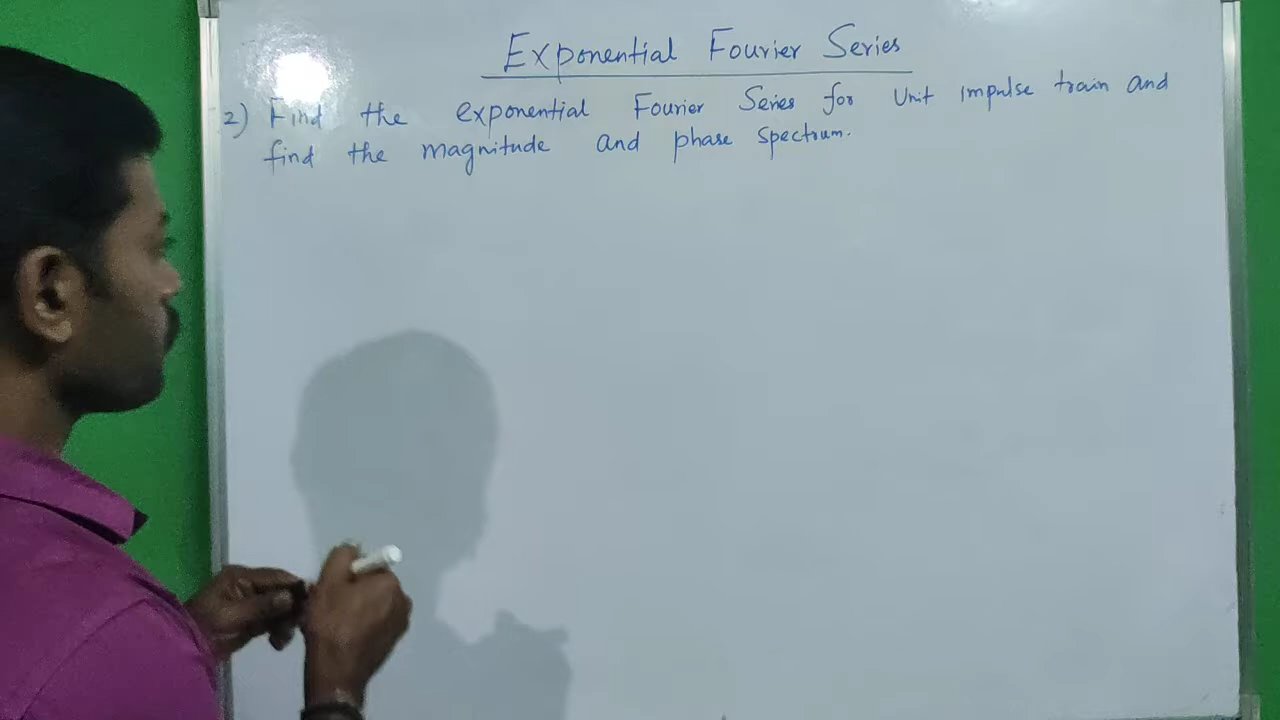 Exponential Fourier Series
2) Find the exponential Fourier Series for Unit impulse train and
find the magnitude and phase spectrum.